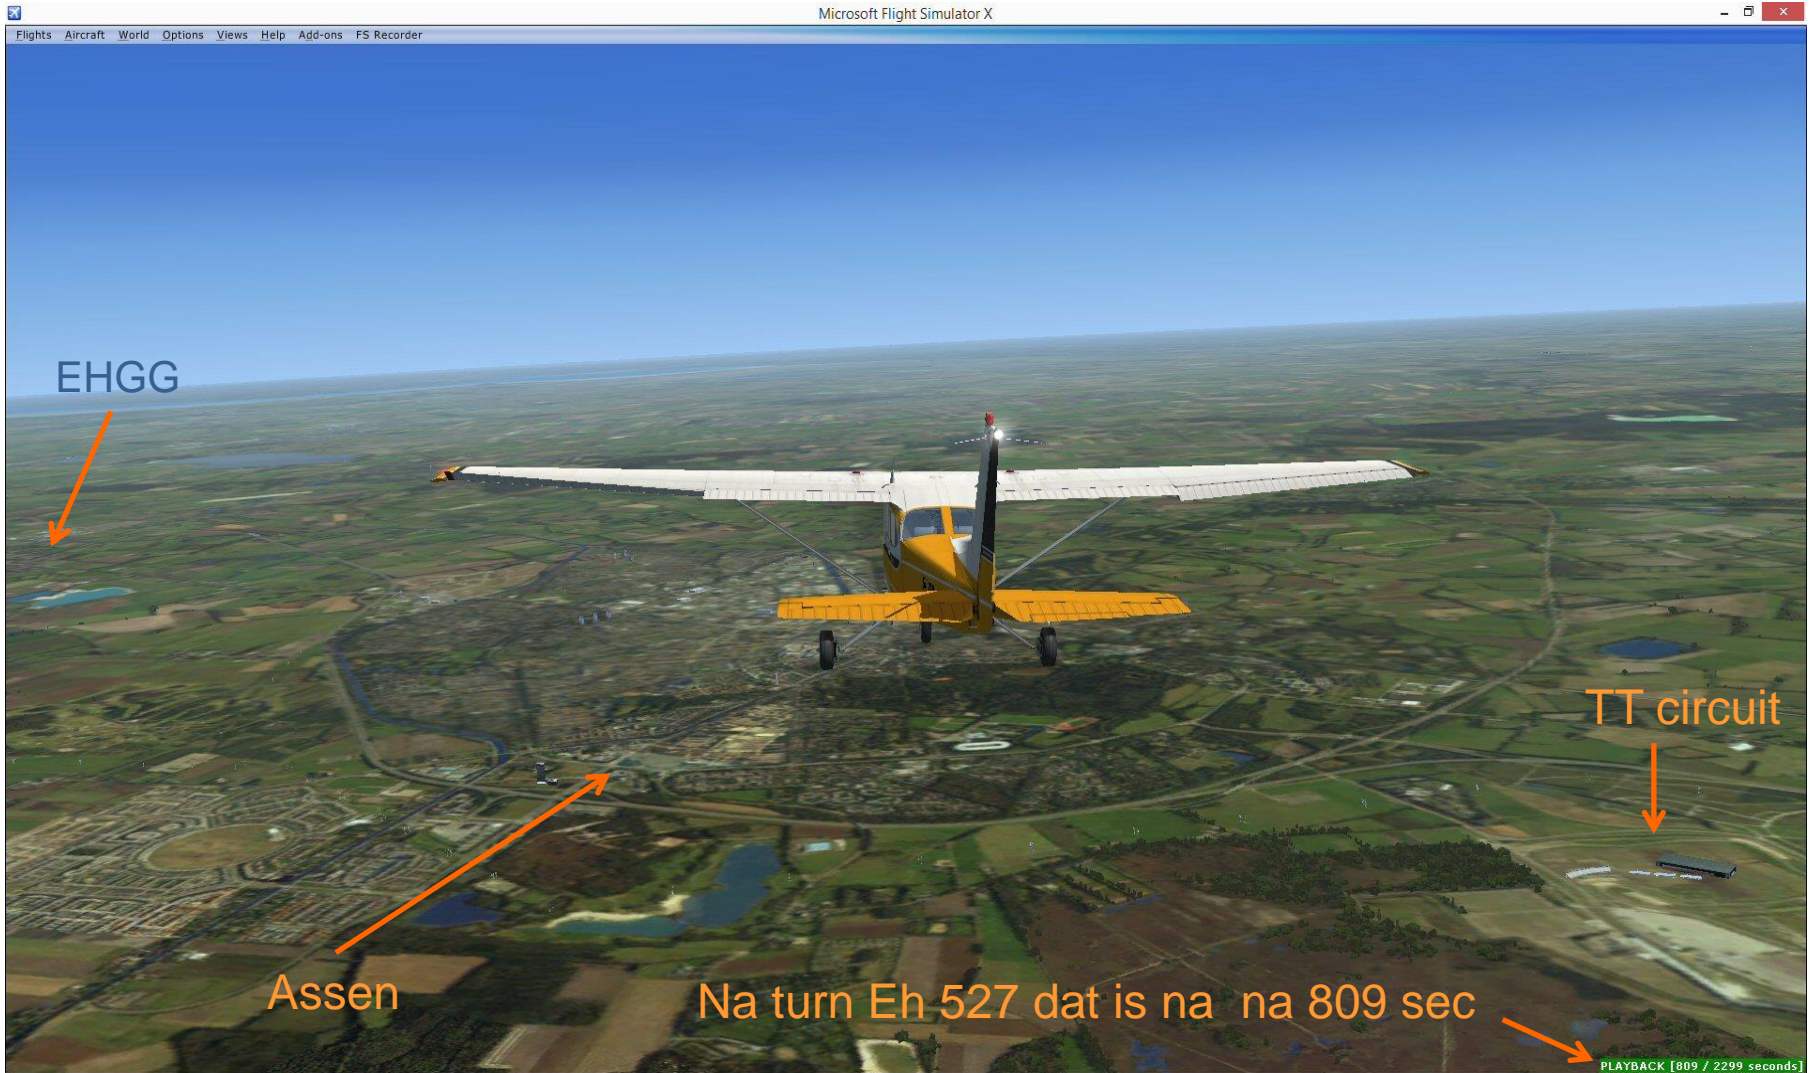 Microsoft Flight Simulator X
Flights Aircraft World Options Views Help Add-ons FS Recorder
EHGG
TT circuit
Assen
Na turn Eh 527 dat is na na 809 sec
PLAYBACK [809 / 2299 seconds]